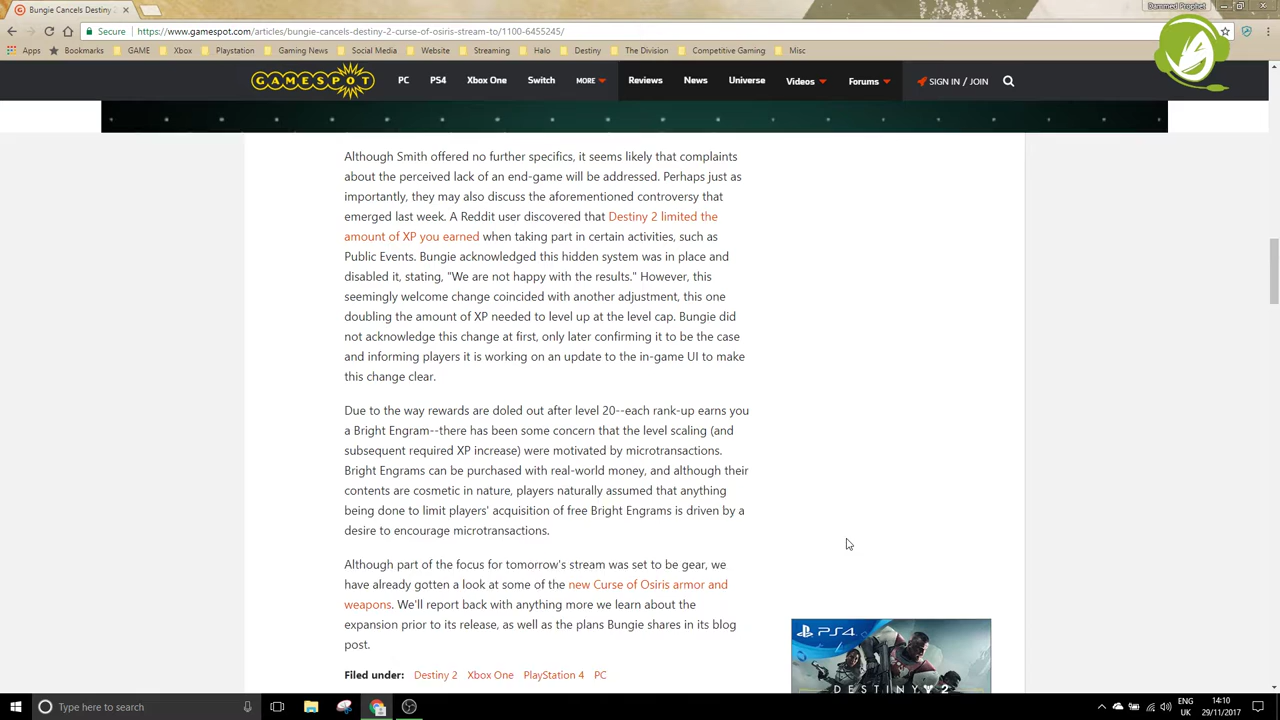 Bungie Cancels Destiny 2
Dammed Prophet
Secure
https://www.gamespot.com/articles/bungie-cancels-destiny-2-curse-of-osiris-stream-to/1100-6455245/
Apps Bookmarks GAME Xbox Playstation Gaming News Social Media Website Streaming Halo Destiny The Division Competitive Gaming Misc
GAMESPOT PC PS4 Xbox One Switch MORE Reviews News Universe Videos Forums SIGN IN / JOIN
Although Smith offered no further specifics, it seems likely that complaints
about the perceived lack of an end-game will be addressed. Perhaps just as
importantly, they may also discuss the aforementioned controversy that
emerged last week. A Reddit user discovered that Destiny 2 limited the
amount of XP you earned when taking part in certain activities, such as
Public Events. Bungie acknowledged this hidden system was in place and
disabled it, stating, "We are not happy with the results." However, this
seemingly welcome change coincided with another adjustment, this one
doubling the amount of XP needed to level up at the level cap. Bungie did
not acknowledge this change at first, only later confirming it to be the case
and informing players it is working on an update to the in-game UI to make
this change clear.
Due to the way rewards are doled out after level 20--each rank-up earns you
a Bright Engram--there has been some concern that the level scaling (and
subsequent required XP increase) were motivated by microtransactions.
Bright Engrams can be purchased with real-world money, and although their
contents are cosmetic in nature, players naturally assumed that anything
being done to limit players' acquisition of free Bright Engrams is driven by a
desire to encourage microtransactions.
Although part of the focus for tomorrow's stream was set to be gear, we
have already gotten a look at some of the new Curse of Osiris armor and
weapons. We'll report back with anything more we learn about the
expansion prior to its release, as well as the plans Bungie shares in its blog
post.
Filed under: Destiny 2 Xbox One PlayStation 4 PC
PS4
DESTINY 2
Type here to search
ENG
UK
14:10
29/11/2017